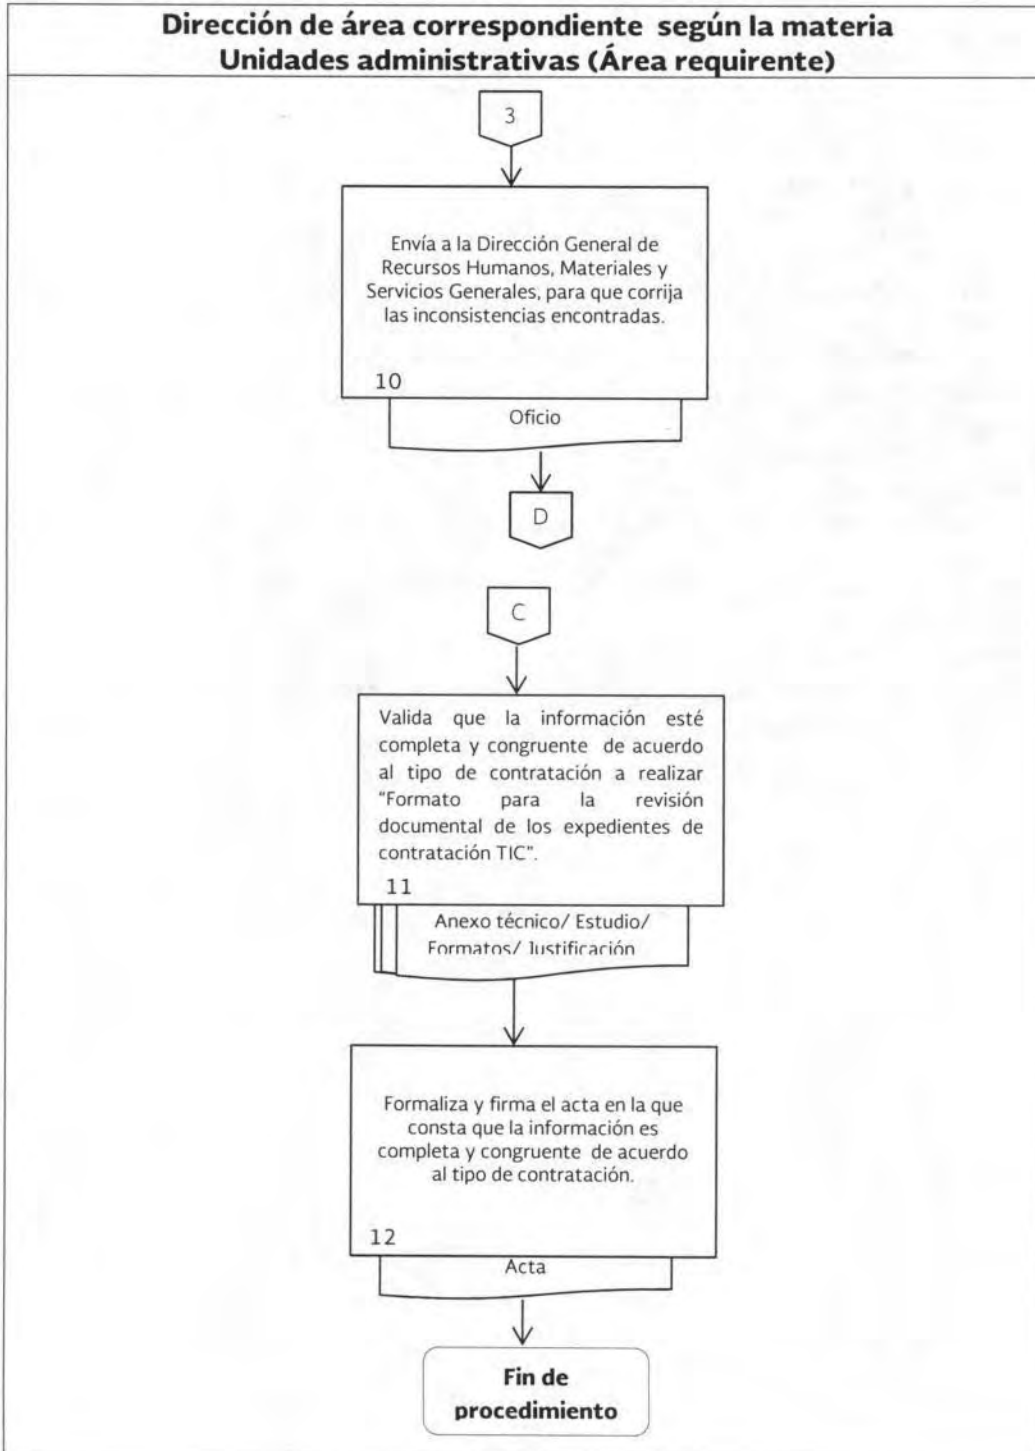 Dirección de área correspondiente según la materia
Unidades administrativas (Área requirente)
3
Envía a la Dirección General de
Recursos Humanos, Materiales y
Servicios Generales, para que corrija
las inconsistencias encontradas.
10
Oficio
D
C
Valida que la información esté
completa y congruente de acuerdo
al tipo de contratación a realizar
"Formato para la revisión
documental de los expedientes de
contratación TIC".
11
Anexo técnico/ Estudio/
Formatos/ Justificación
Formaliza y firma el acta en la que
consta que la información es
completa y congruente de acuerdo
al tipo de contratación.
12
Acta
Fin de
procedimiento